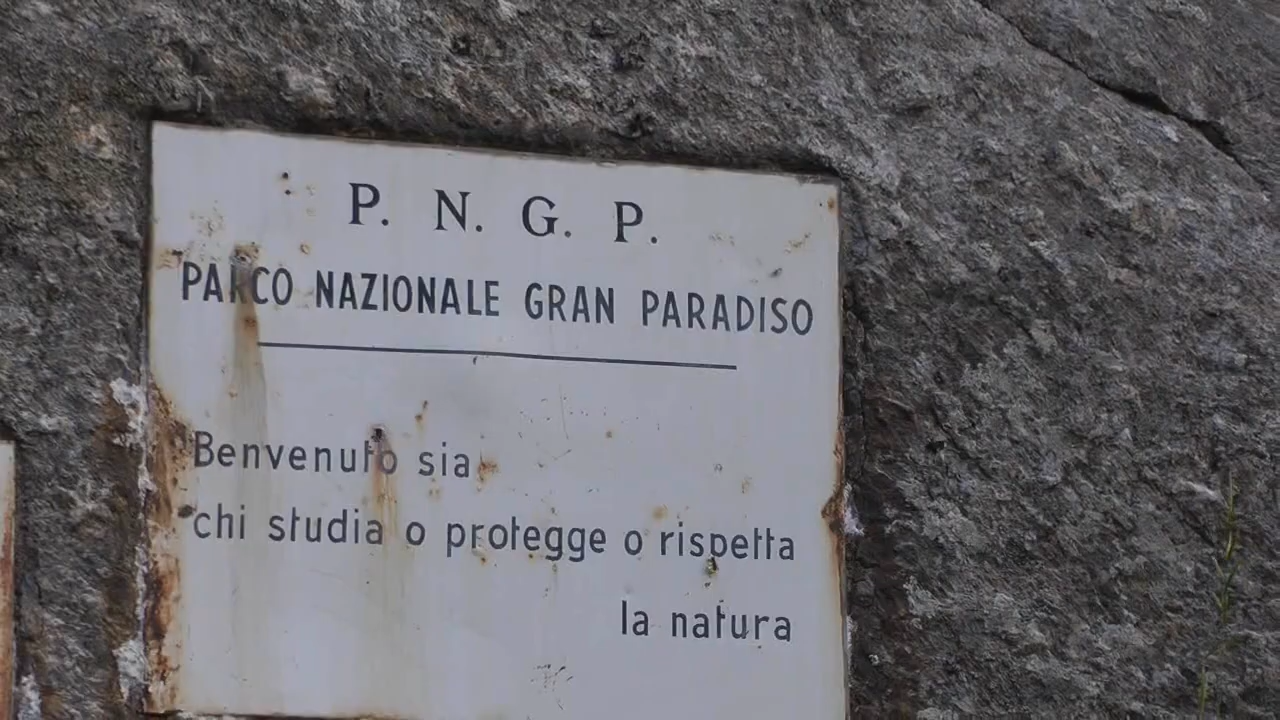 P. N. G. P.
PARCO NAZIONALE GRAN PARADISO
Benvenuto sia
chi studia o protegge o rispetta
la natura